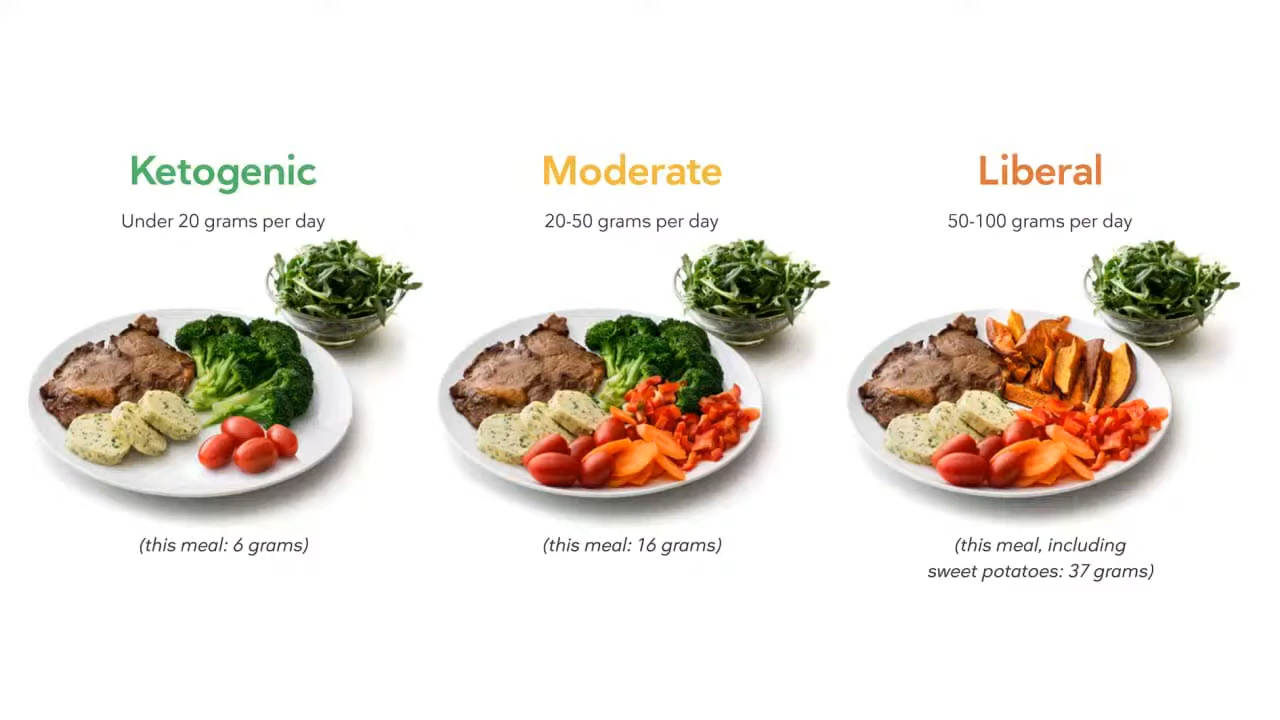 Ketogenic
Under 20 grams per day
(this meal: 6 grams)
Moderate
20-50 grams per day
(this meal: 16 grams)
Liberal
50-100 grams per day
(this meal, including
sweet potatoes: 37 grams)